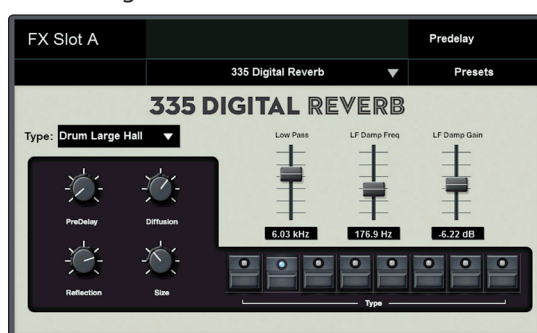 FX Slot A
Predelay
335 Digital Reverb
Presets
335 DIGITAL REVERB
Type: Drum Large Hall
Low Pass
LF Damp Freq
LF Damp Gain
PreDelay
Diffusion
6.03 kHz
176.9 Hz
-6.22 dB
Reflection
Size
Type